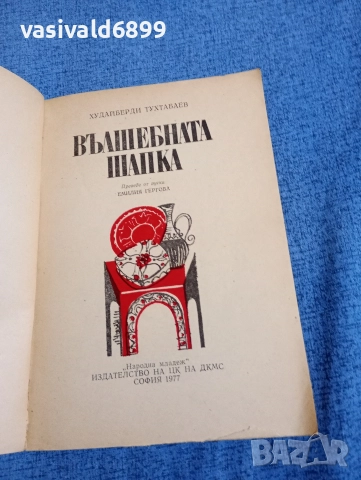 vasivald6899
ХУДАЙБЕРДИ ТУХТАБАЕВ
ВЪЛШЕБНАТА
ШАПКА
Превела от руски
ЕМИЛИЯ ГЕРГОВА
„Народна младеж“
ИЗДАТЕЛСТВО НА ЦК НА ДКМС
СОФИЯ 1977
BAZAR